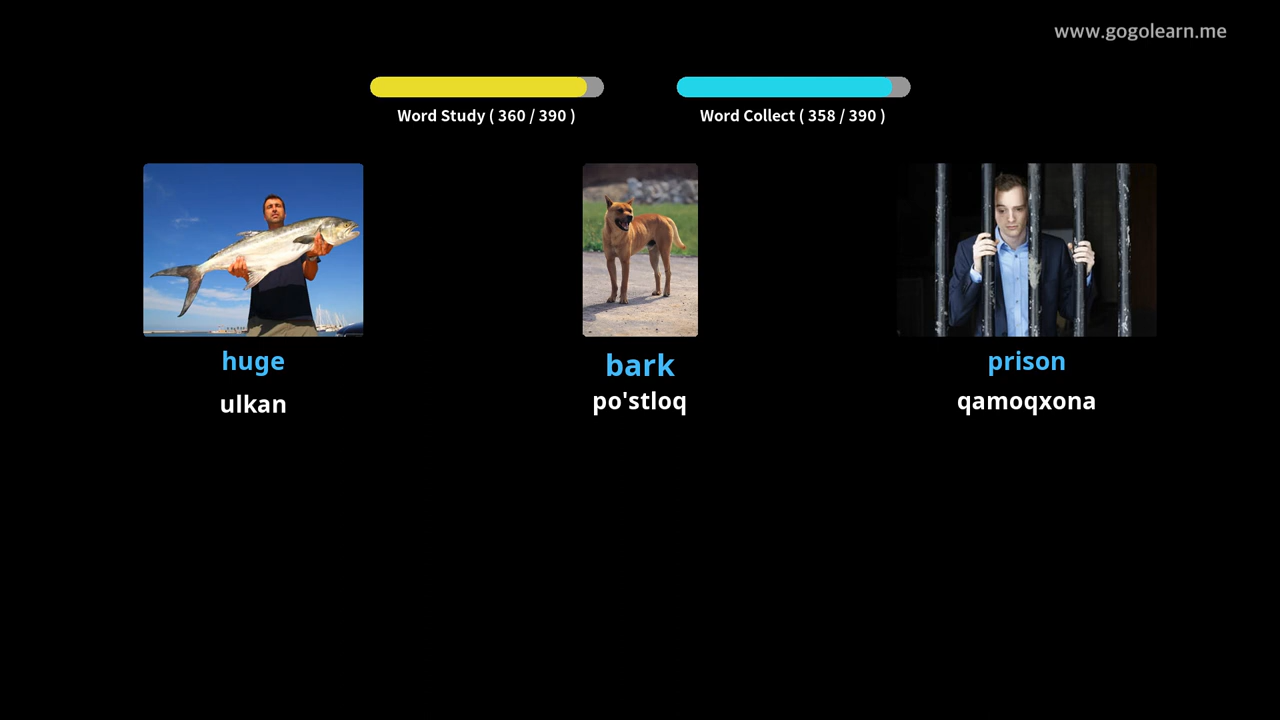 www.gogolearn.me
Word Study ( 360 / 390 )
Word Collect ( 358 / 390 )
huge
bark
prison
ulkan
po'stloq
qamoqxona